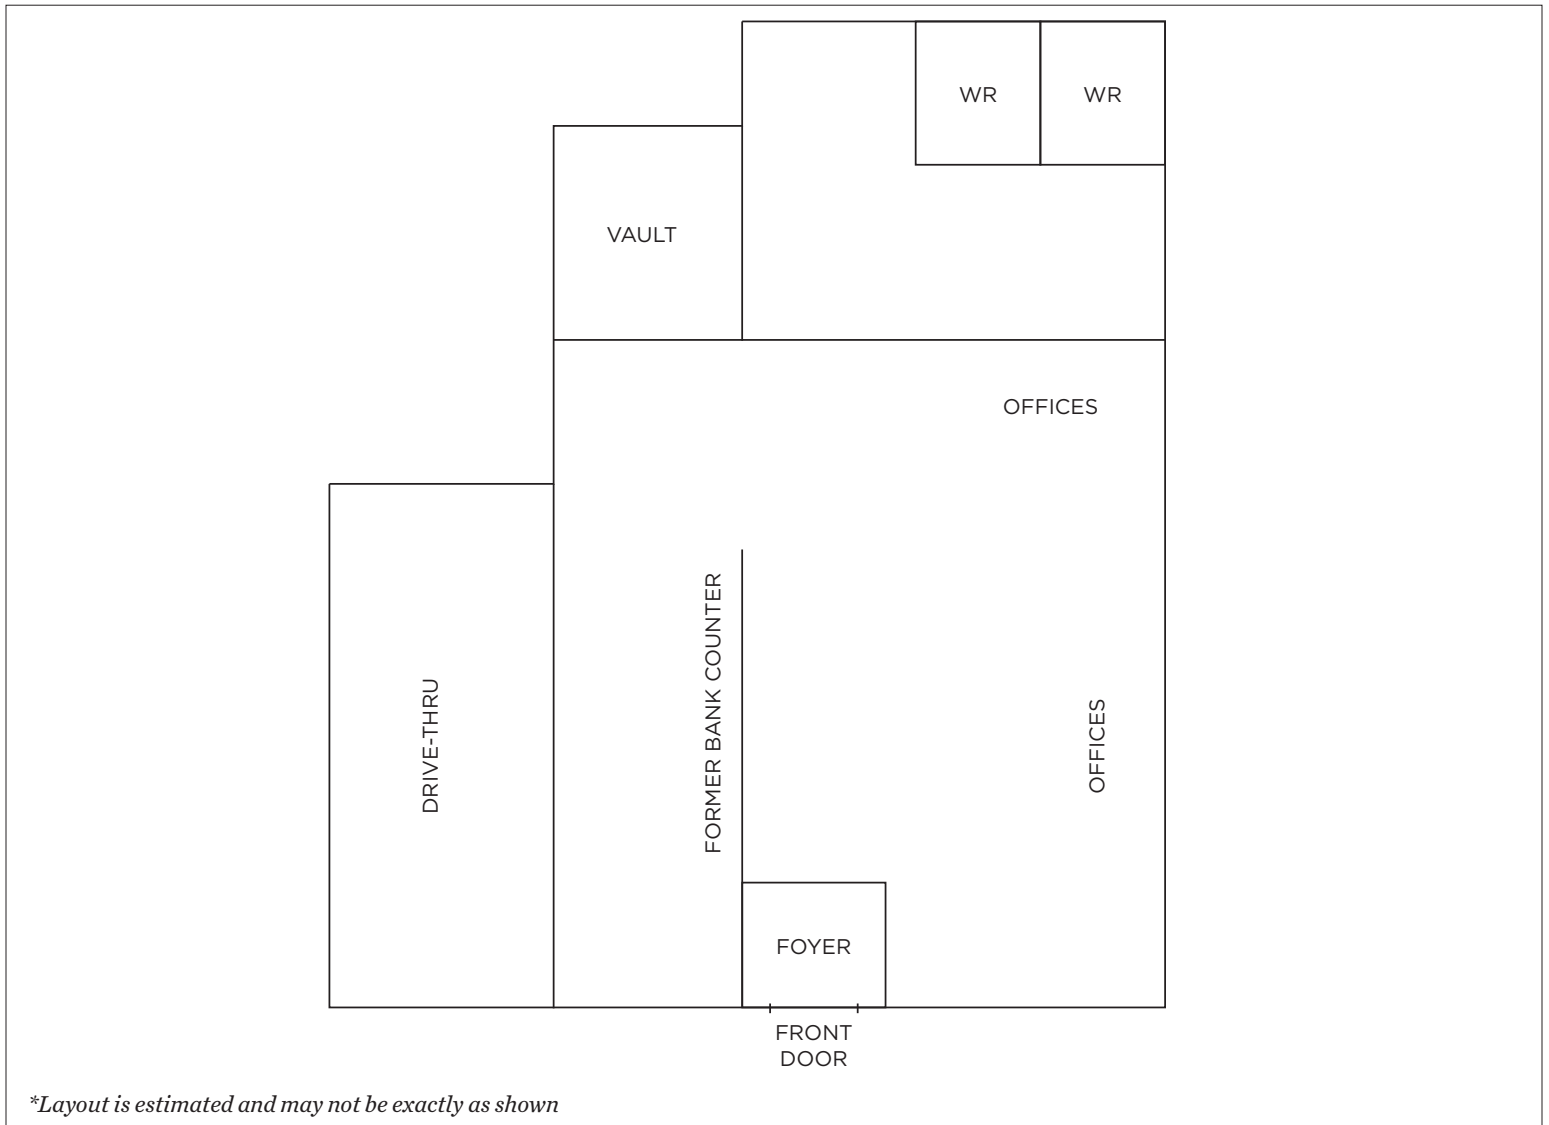 WR
WR
VAULT
OFFICES
FORMER BANK COUNTER
DRIVE-THRU
OFFICES
FOYER
FRONT
DOOR
*Layout is estimated and may not be exactly as shown